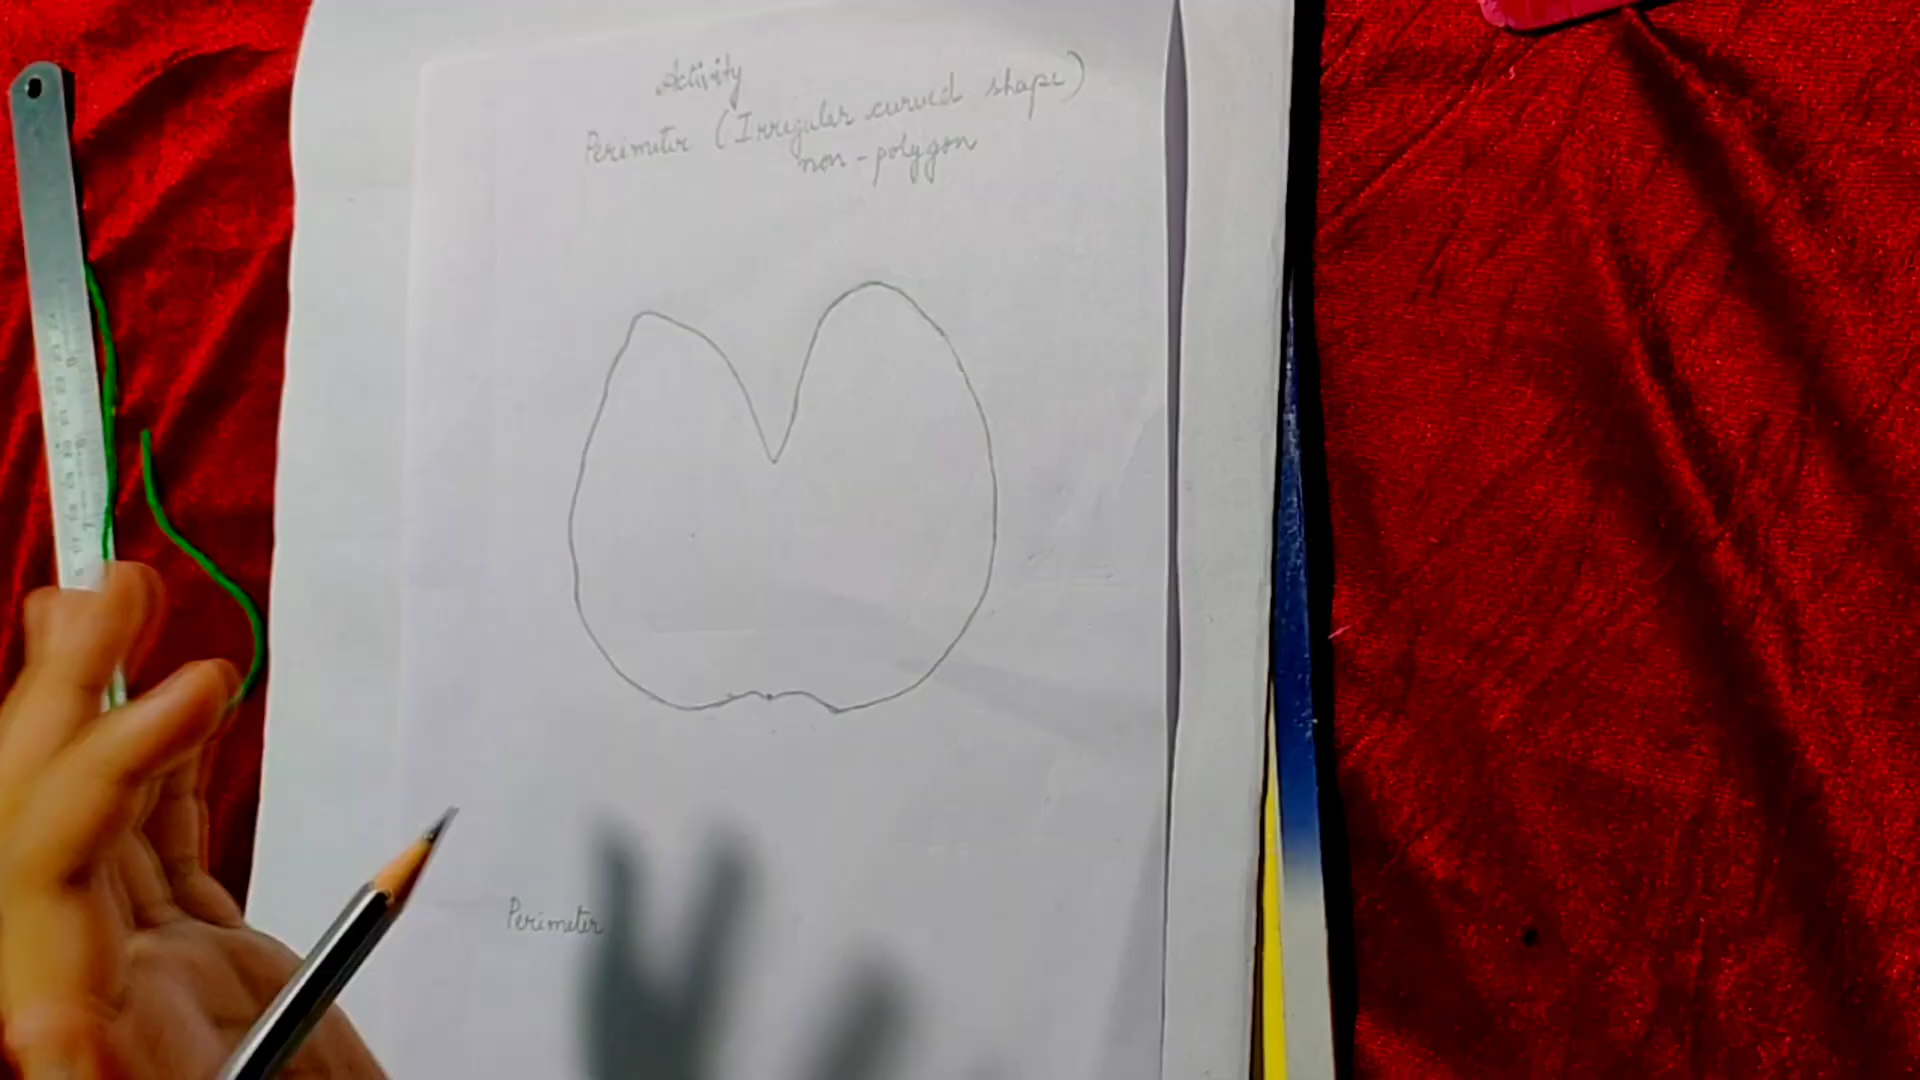 Activity
Perimeter (Irregular curved shape)
non-polygon
Perimeter